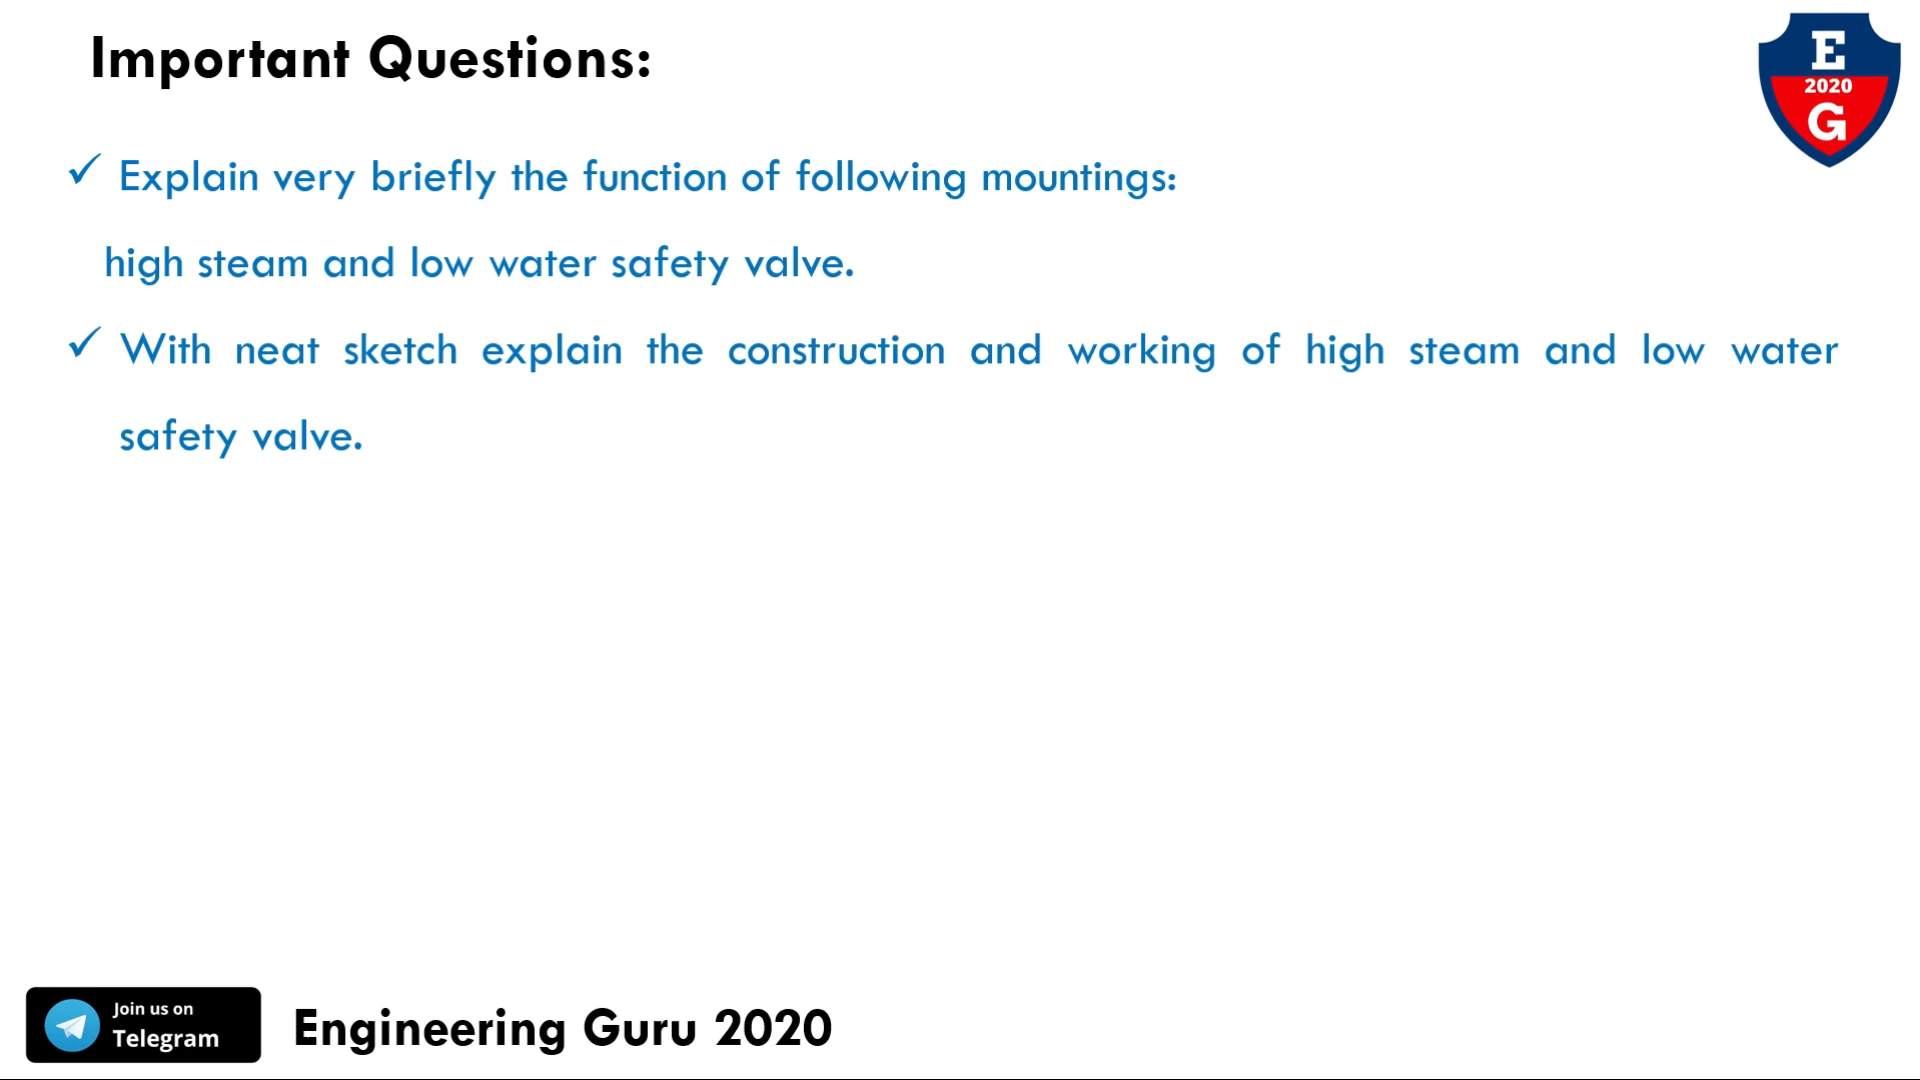 Important Questions:
E
2020
G
✓ Explain very briefly the function of following mountings:
high steam and low water safety valve.
✓ With neat sketch explain the construction and working of high steam and low water
safety valve.
Join us on
Telegram
Engineering Guru 2020